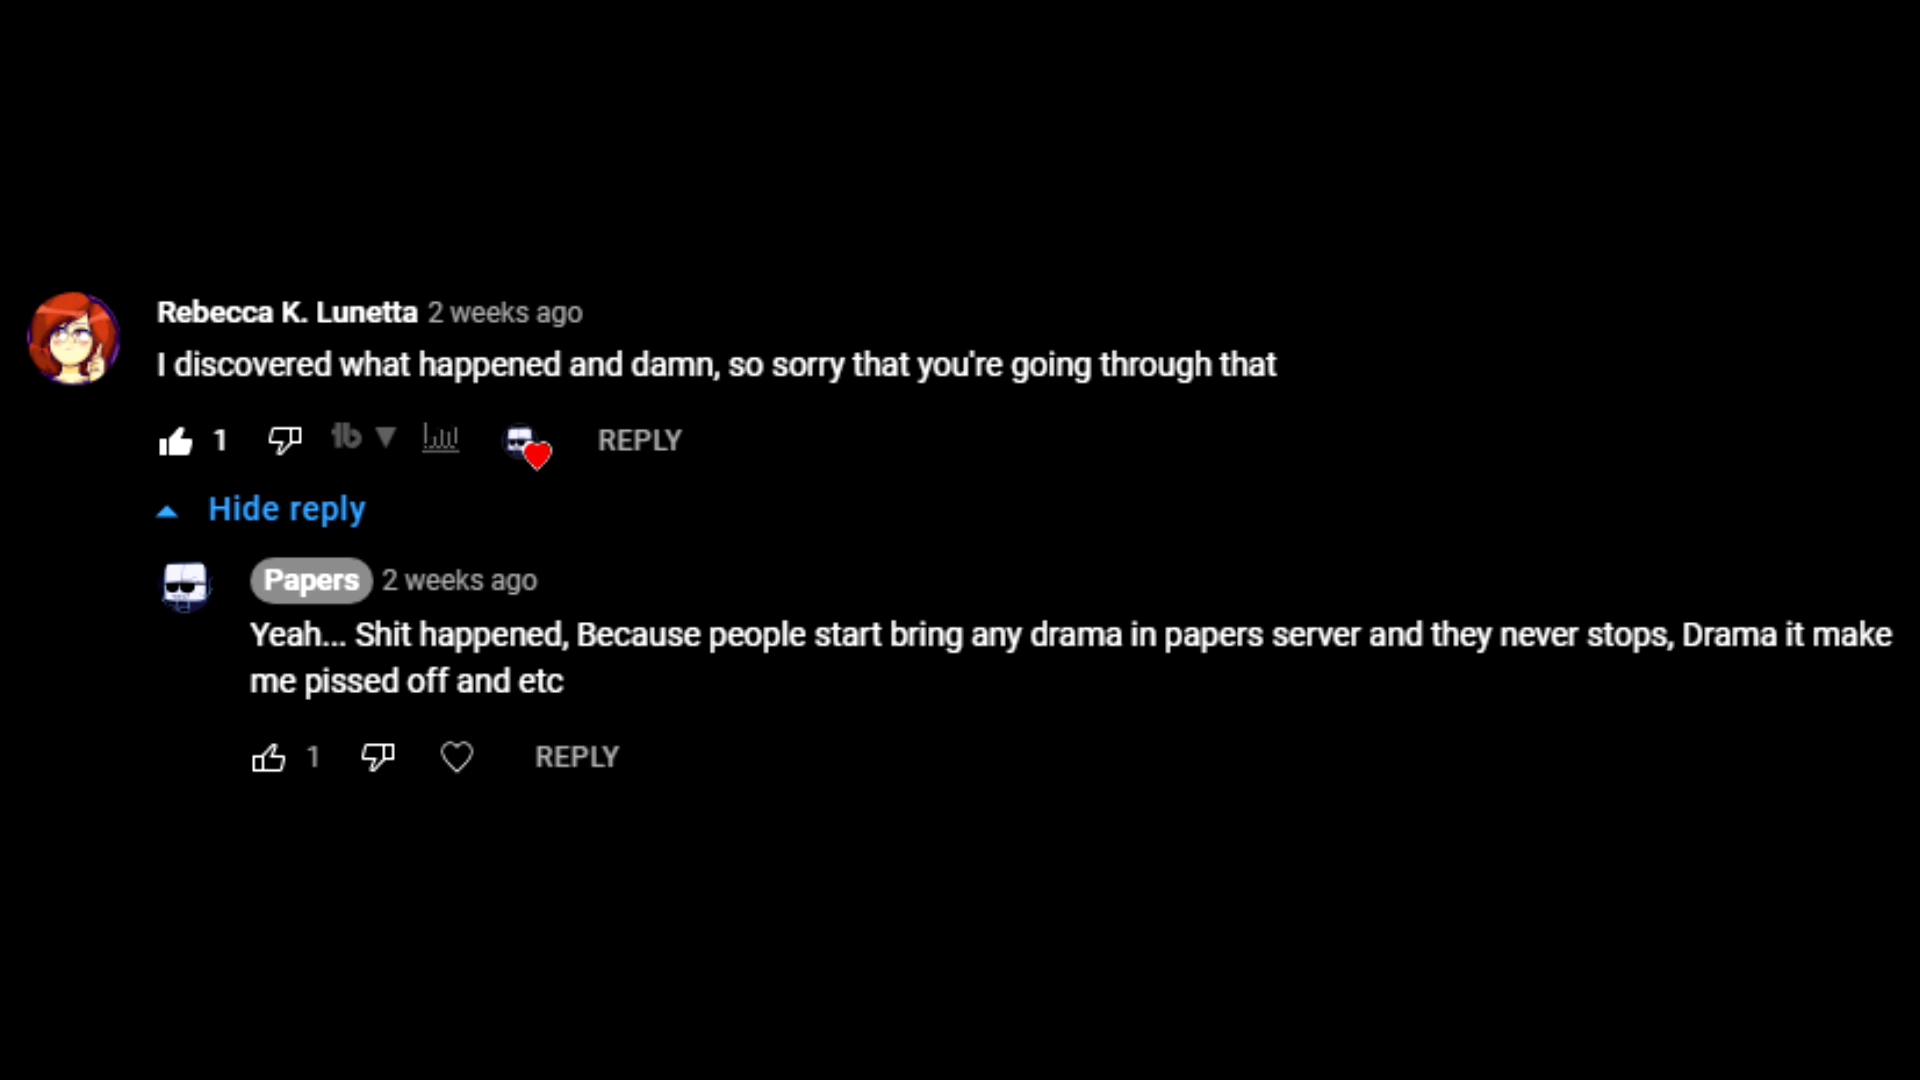 Rebecca K. Lunetta 2 weeks ago
I discovered what happened and damn, so sorry that you're going through that
1 REPLY
Hide reply
Papers 2 weeks ago
Yeah... Shit happened, Because people start bring any drama in papers server and they never stops, Drama it make
me pissed off and etc
1 REPLY